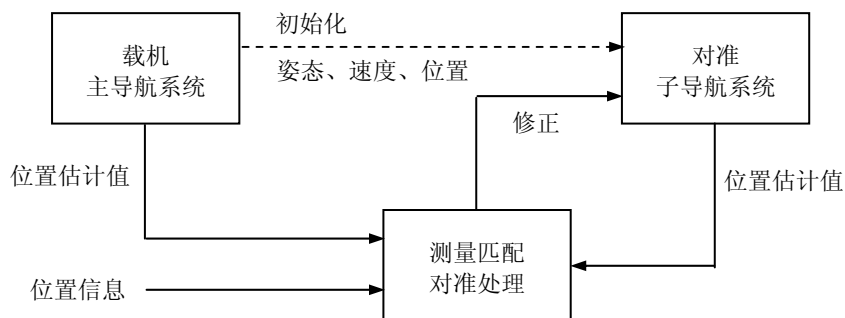 初始化
载机
主导航系统
姿态、速度、位置
对准
子导航系统
修正
位置估计值
位置估计值
测量匹配
对准处理
位置信息